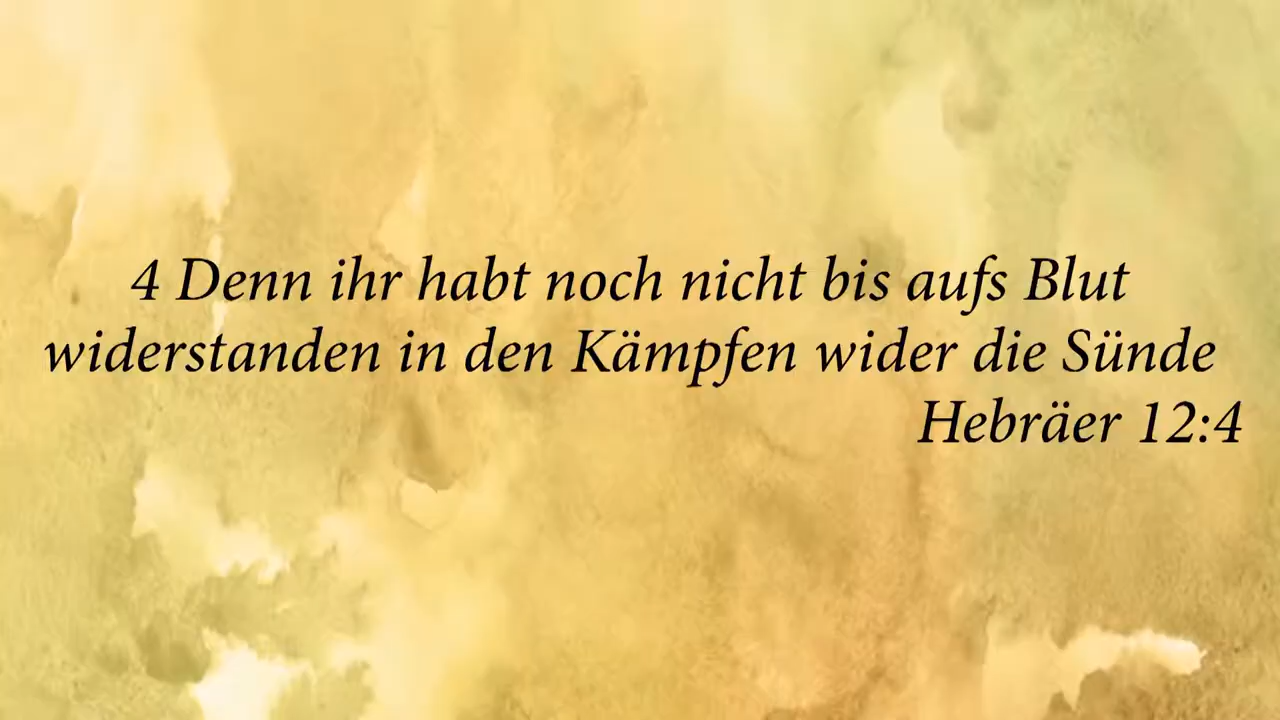 4 Denn ihr habt noch nicht bis aufs Blut
widerstanden in den Kämpfen wider die Sünde
Hebräer 12:4